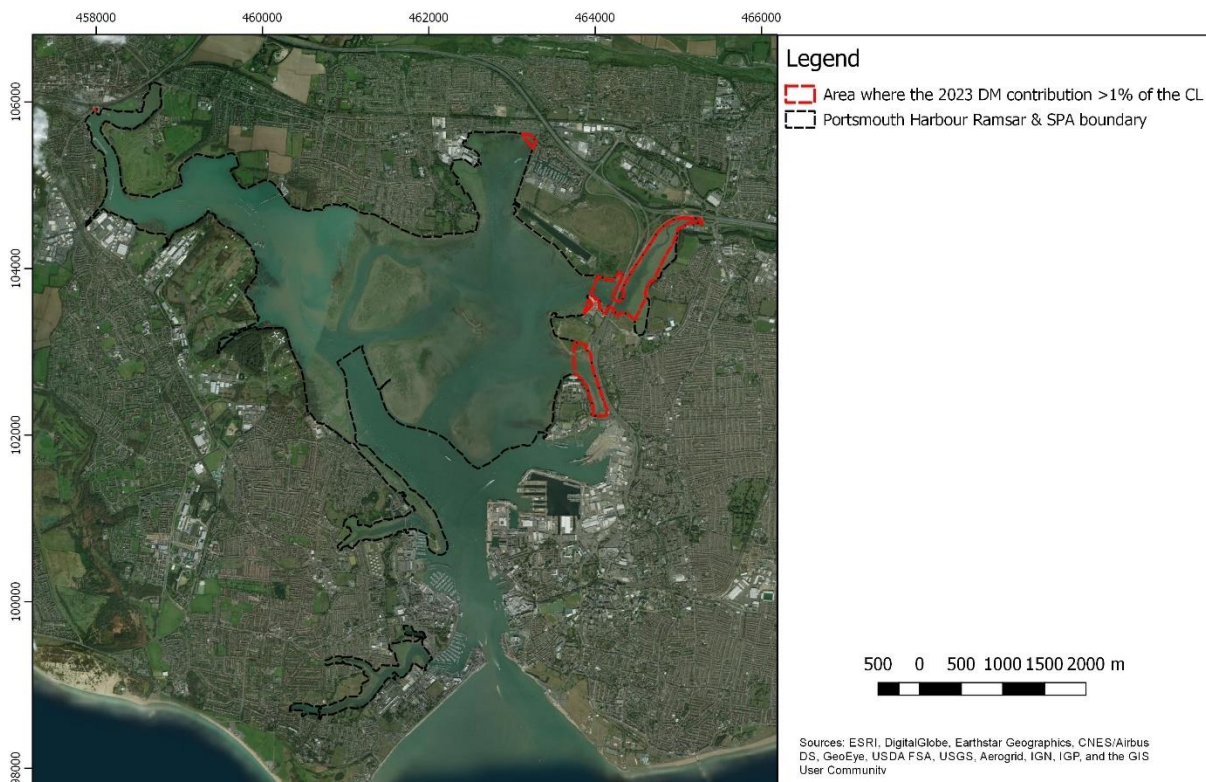 458000 460000 462000 464000 466000
106000
104000
102000
100000
98000
Legend
Area where the 2023 DM contribution >1% of the CL
Portsmouth Harbour Ramsar & SPA boundary
500 0 500 1000 1500 2000 m
Sources: ESRI, DigitalGlobe, Earthstar Geographics, CNES/Airbus
DS, GeoEye, USDA FSA, USGS, Aerogrid, IGN, IGP, and the GIS
User Community